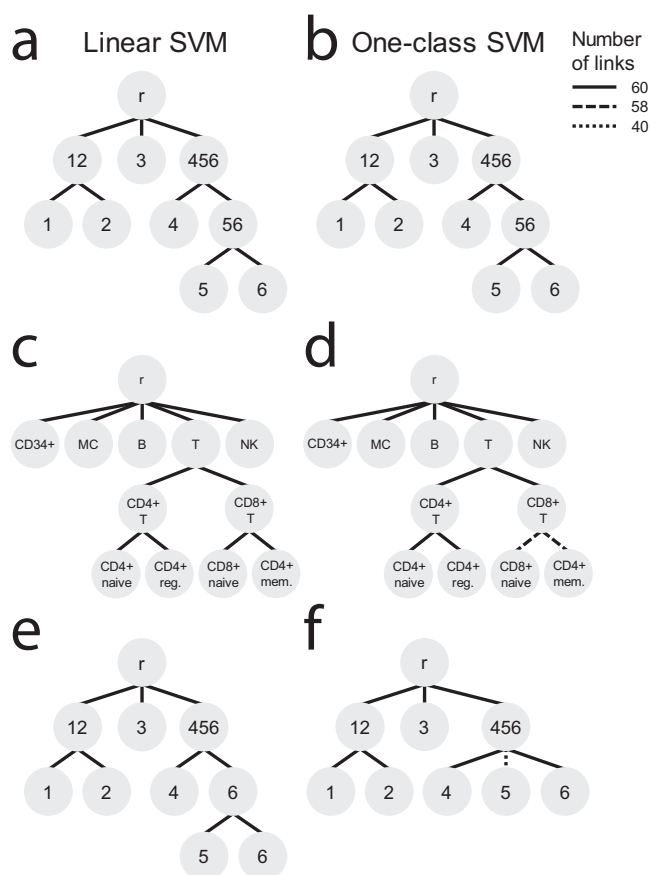 a Linear SVM
b One-class SVM
Number
of links
60
58
40
r
12 3 456
1 2 4 56
5 6
r
12 3 456
1 2 4 56
5 6
c
r
CD34+ MC B T NK
CD4+
T
CD8+
T
CD4+
naive
CD4+
reg.
CD8+
naive
CD4+
mem.
d
r
CD34+ MC B T NK
CD4+
T
CD8+
T
CD4+
naive
CD4+
reg.
CD8+
naive
CD4+
mem.
e
r
12 3 456
1 2 4 6
5 6
f
r
12 3 456
1 2 4 5 6